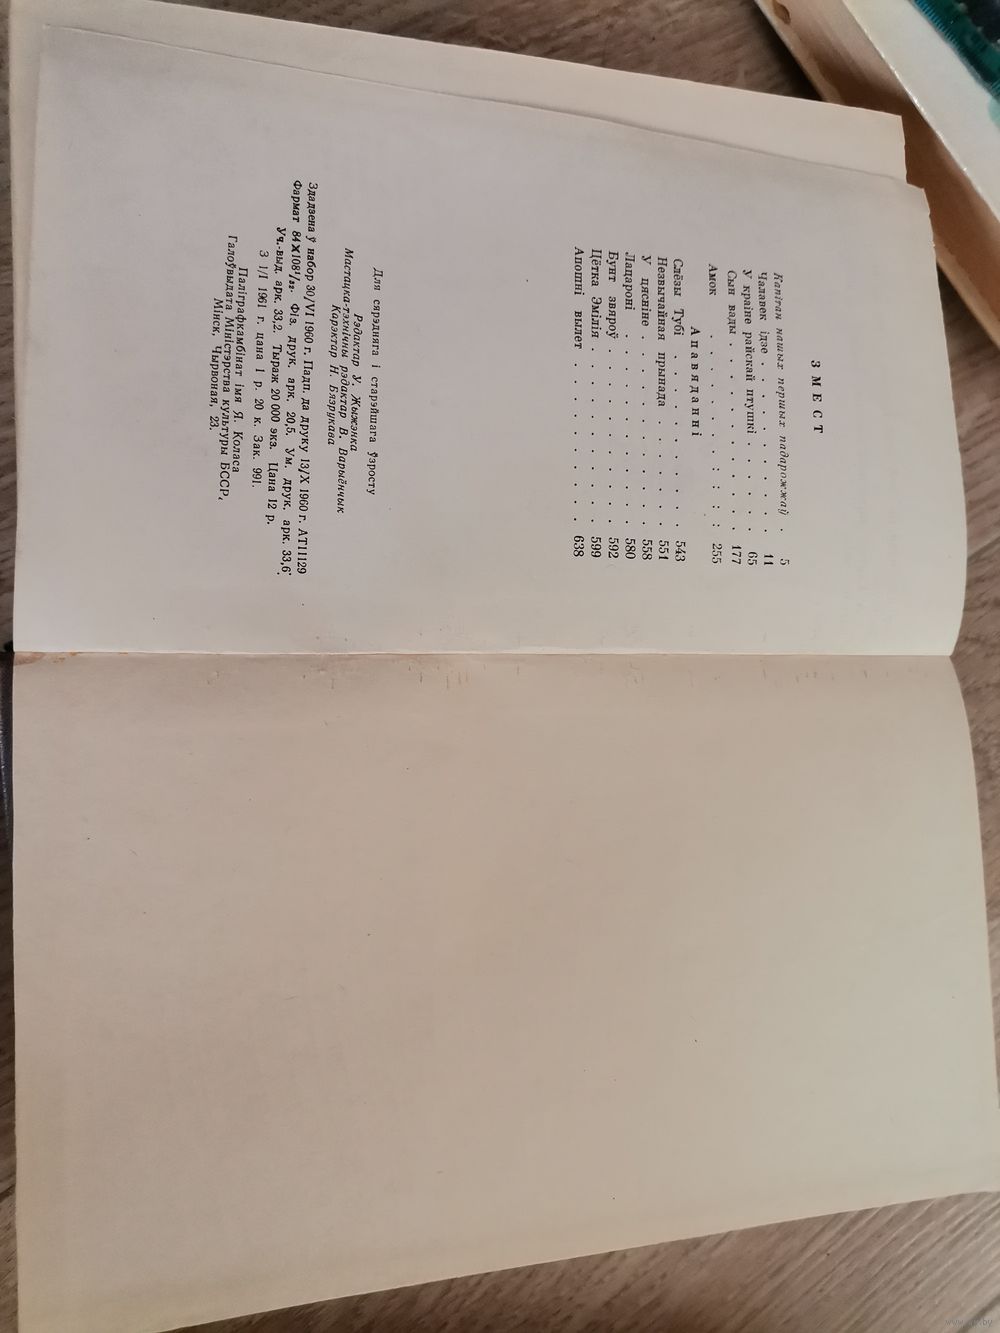 ЗМЕСТ
Капітан нашых першых падарожжаў . 5
Чалавек ідзе . . . . . . . . . 11
У краіне райскай птушкі . . . . . . 65
Сын вады . . . . . . . . . . 177
Амок . . . . . . . . : : : 255
Апавяданні
Слёзы Тубі . . . . . . . . . 543
Незвычайная прынада . . . . . . . 551
У цясніне . . . . . . . . . . 558
Лацароні . . . . . . . . . . 580
Бунт звяроў . . . . . . . . . 592
Цётка Эмілія . . . . . . . . . 599
Апошні вылет . . . . . . . . . 638
Для сярэдняга і старэйшага ўзросту
Рэдактар У. Жыжэнка
Мастацка-тэхнічны рэдактар В. Варыёнчык
Карэктар Н. Бязрукава
Здадзена ў набор 30/VI 1960 г. Падп. да друку 13/X 1960 г. АТ11129
Фармат 84×108¹/₃₂. Фіз. друк. арк. 20,5. Ум. друк. арк. 33,6.
Уч.-выд. арк. 33,2. Тыраж 20 000 экз. Цана 12 р.
З 1/I 1961 г. цана 1 р. 20 к. Зак. 991.
Паліграфкамбінат імя Я. Коласа
Галоўвыдата Міністэрства культуры БССР,
Мінск, Чырвоная, 23.